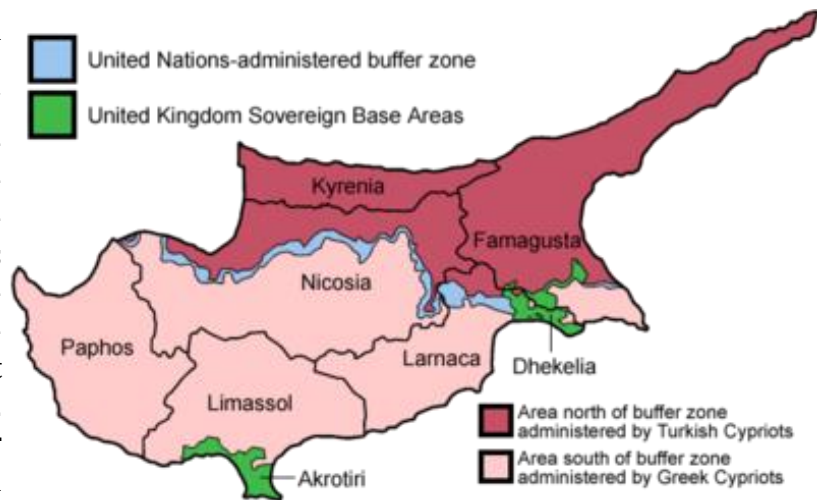 United Nations-administered buffer zone
United Kingdom Sovereign Base Areas
Kyrenia
Famagusta
Nicosia
Paphos
Larnaca
Dhekelia
Limassol
Akrotiri
Area north of buffer zone
administered by Turkish Cypriots
Area south of buffer zone
administered by Greek Cypriots